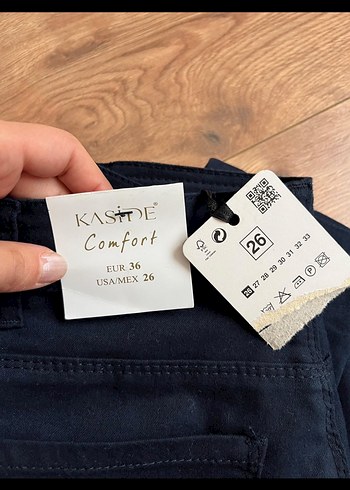 KASIDE®
Comfort
EUR 36
USA/MEX 26
26
26 27 28 29 30 31 32 33